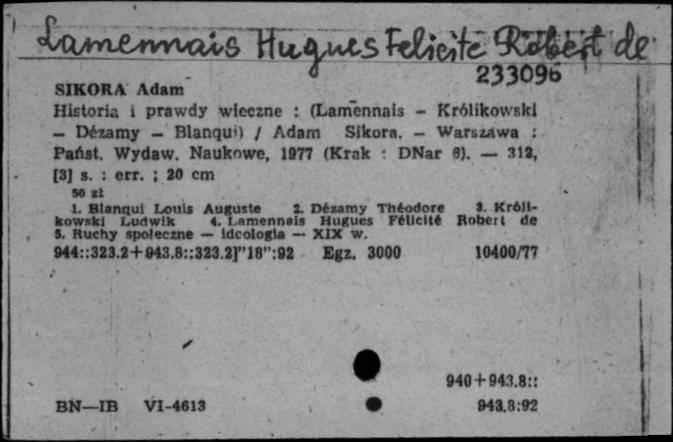 Lamennais Hugues Felicité Robert de
233096
SIKORA Adam
Historia i prawdy wieczne : (Lamennais — Królikowski
— Dézamy — Blanqui) / Adam Sikora. — Warszawa :
Państ. Wydaw. Naukowe, 1977 (Krak : DNar 6). — 312,
[3] s. : err. ; 20 cm
50 zł
1. Blanqui Louis Auguste 2. Dézamy Théodore 3. Króli-
kowski Ludwik 4. Lamennais Hugues Félicité Robert de
5. Ruchy społeczne — ideologia — XIX w.
944::323.2+943.8::323.2]"18":92 Egz. 3000 10400/77
940+943.8::
BN—IB VI-4613 943.8:92